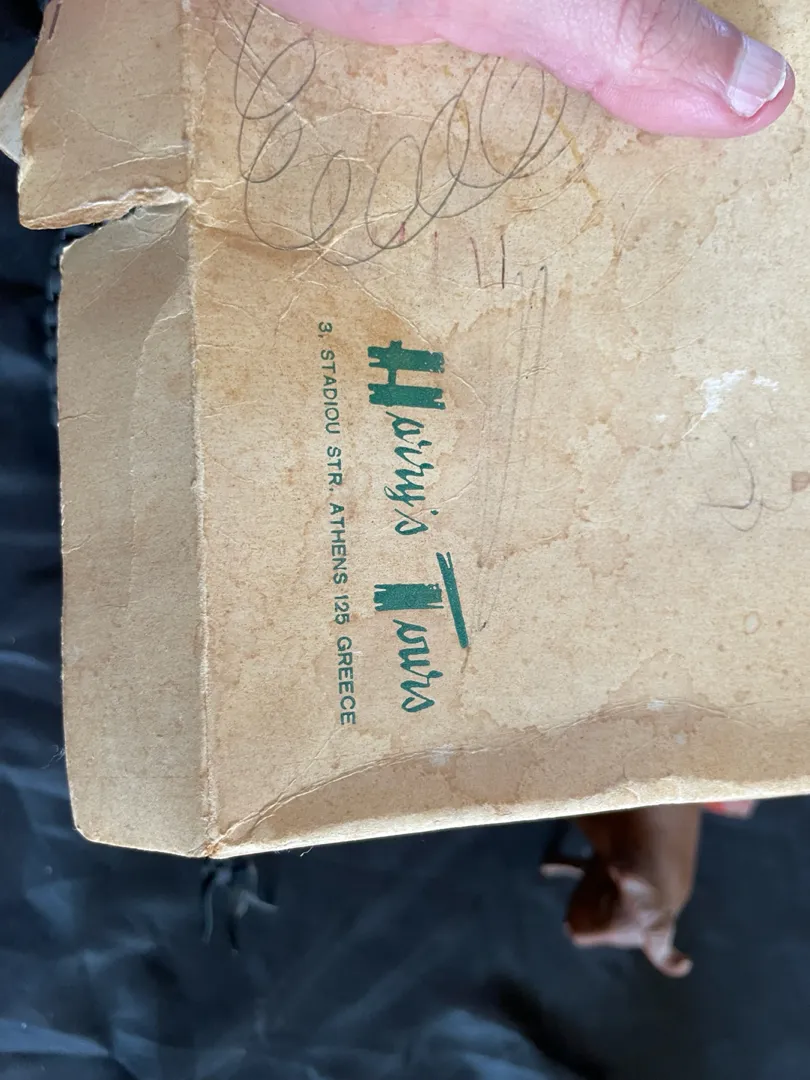 Harry's Tours
3, STADIOU STR. ATHENS 125 GREECE